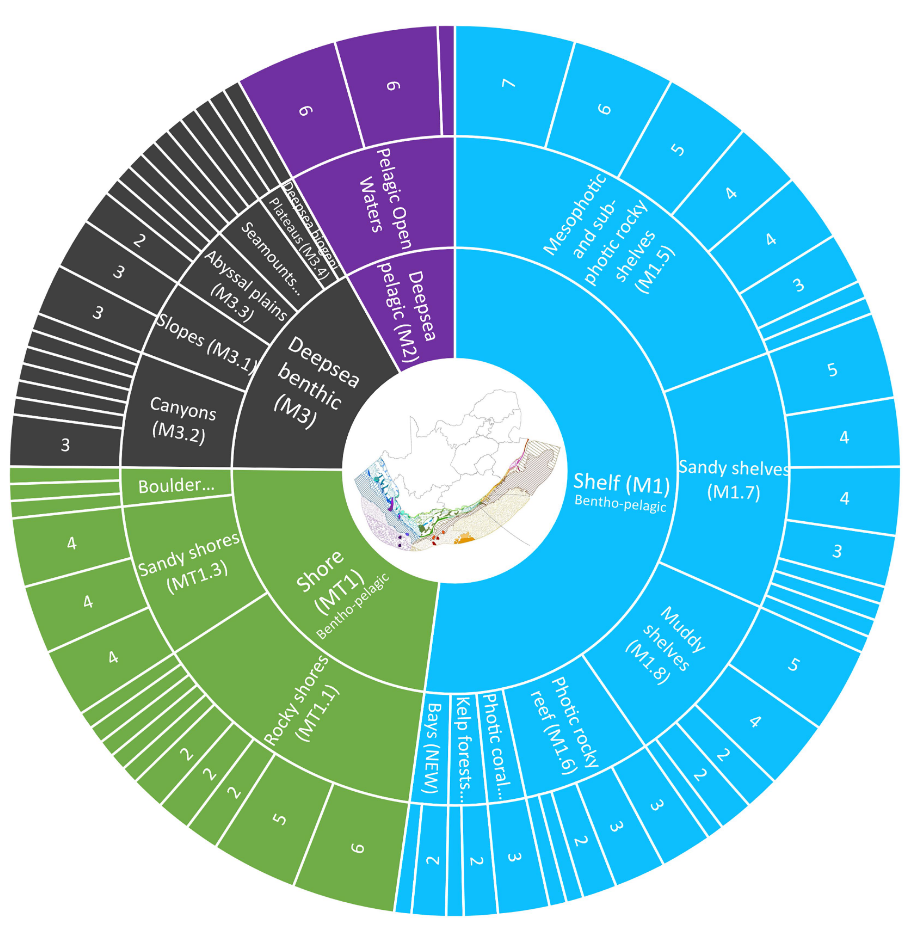 Shelf (M1)
Bentho-pelagic
Mesophotic
and sub-
photic rocky
shelves
(M1.5)
7
6
5
4
4
3
Sandy shelves
(M1.7)
5
4
4
3
Muddy
shelves
(M1.8)
5
4
2
2
Photic rocky
reef (M1.6)
3
3
2
Photic coral...
3
Kelp forests...
2
Bays (NEW)
2
Shore
(MT1)
Bentho-pelagic
Rocky shores
(MT1.1)
6
5
2
2
2
Sandy shores
(MT1.3)
4
4
4
Boulder...
Deepsea
benthic
(M3)
Canyons
(M3.2)
3
Slopes (M3.1)
3
3
Abyssal plains
(M3.3)
2
Seamounts...
Plateaus (M3.4)
Deepsea
Deepsea
pelagic (M2)
Pelagic Open
Waters
6
6